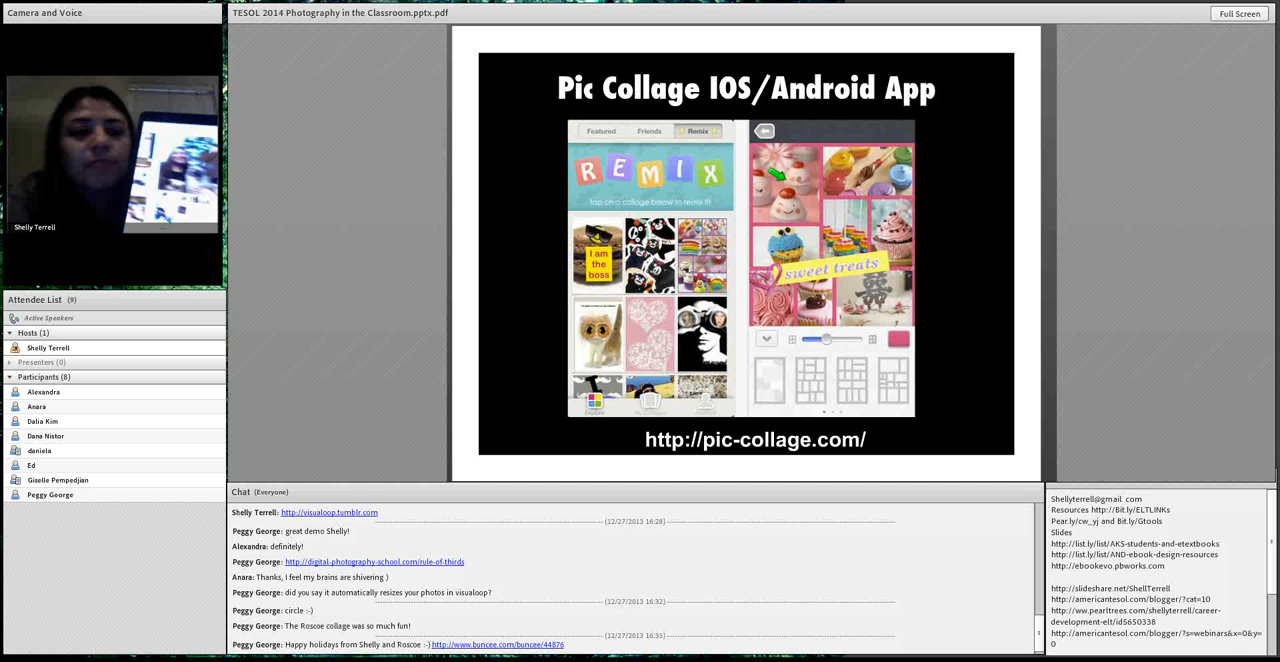 Camera and Voice
Shelly Terrell
Attendee List (9)
Active Speakers
Hosts (1)
Shelly Terrell
Presenters (0)
Participants (8)
Alexandra
Anara
Dalia Kim
Dana Nistor
daniela
Ed
Giselle Pempedjian
Peggy George
TESOL 2014 Photography in the Classroom.pptx.pdf
Full Screen
Pic Collage IOS/Android App
Featured Friends Remix
REMIX
Tap on a collage below to remix it!
I am
the
boss
sweet treats
http://pic-collage.com/
Chat (Everyone)
Shelly Terrell: http://visualoop.tumblr.com
(12/27/2013 16:28)
Peggy George: great demo Shelly!
Alexandra: definitely!
Peggy George: http://digital-photography-school.com/rule-of-thirds
Anara: Thanks, I feel my brains are shivering )
Peggy George: did you say it automatically resizes your photos in visualoop?
(12/27/2013 16:32)
Peggy George: circle :-)
Peggy George: The Roscoe collage was so much fun!
(12/27/2013 16:35)
Peggy George: Happy holidays from Shelly and Roscoe :-) http://www.buncee.com/buncee/44876
Shellyterrell@gmail. com
Resources http://Bit.ly/ELTLINKs
Pear.ly/cw_yj and Bit.ly/Gtools
Slides
http://list.ly/list/AKS-students-and-etextbooks
http://list.ly/list/AND-ebook-design-resources
http://ebookevo.pbworks.com
http://slideshare.net/ShellTerrell
http://americantesol.com/blogger/?cat=10
http://ww.pearltrees.com/shellyterrell/career-
development-elt/id5650338
http://americantesol.com/blogger/?s=webinars&x=0&y=
0